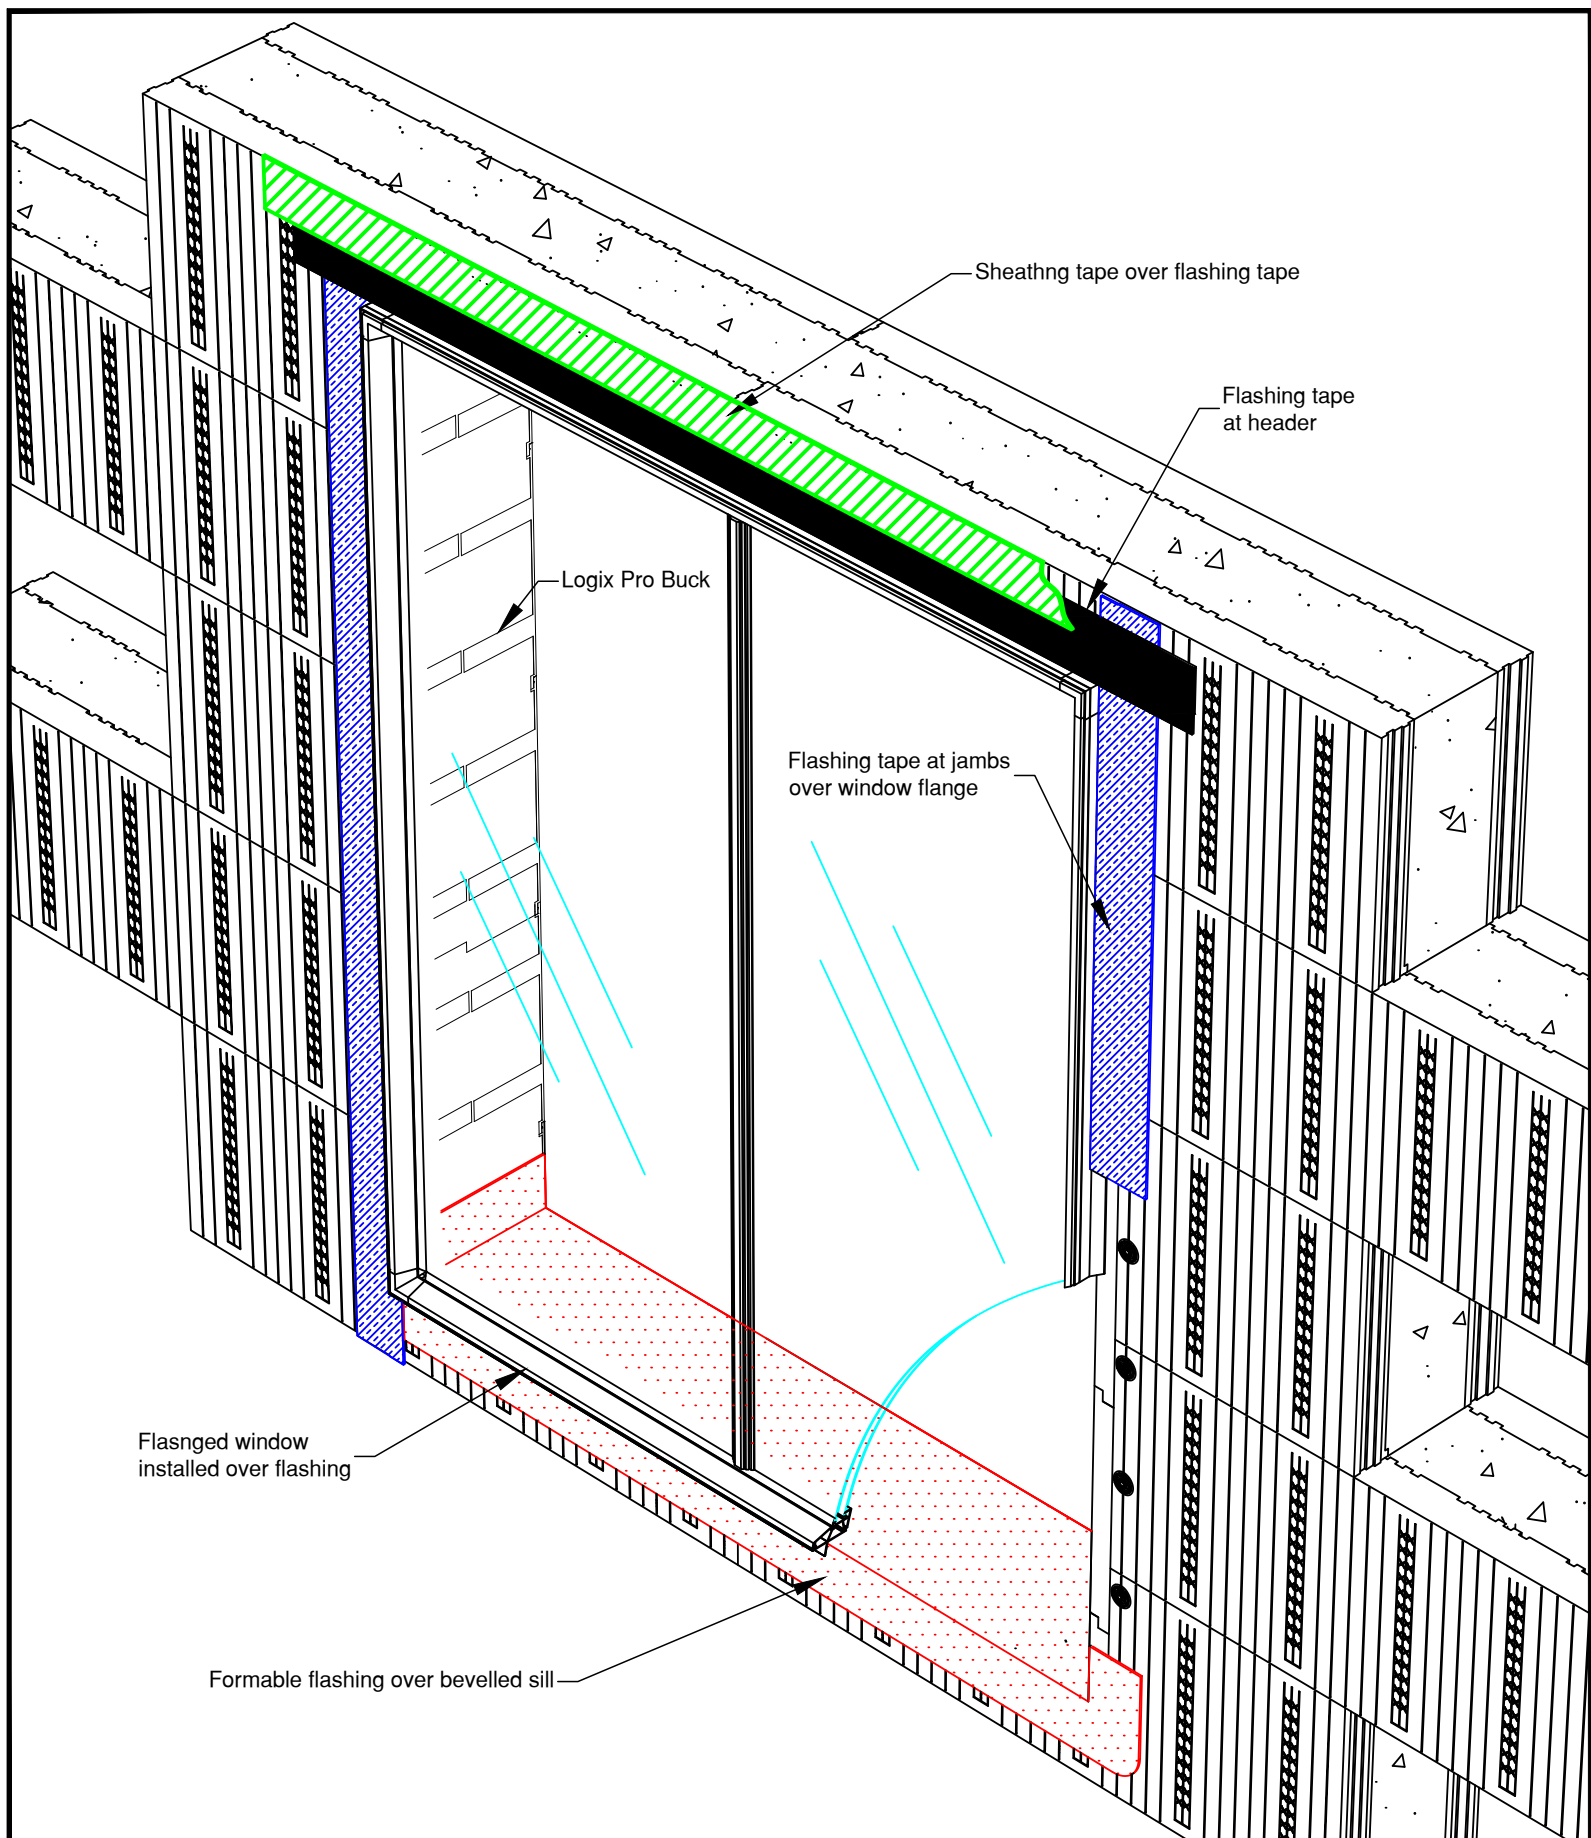 Sheathng tape over flashing tape
Flashing tape
at header
Logix Pro Buck
Flashing tape at jambs
over window flange
Flasnged window
installed over flashing
Formable flashing over bevelled sill